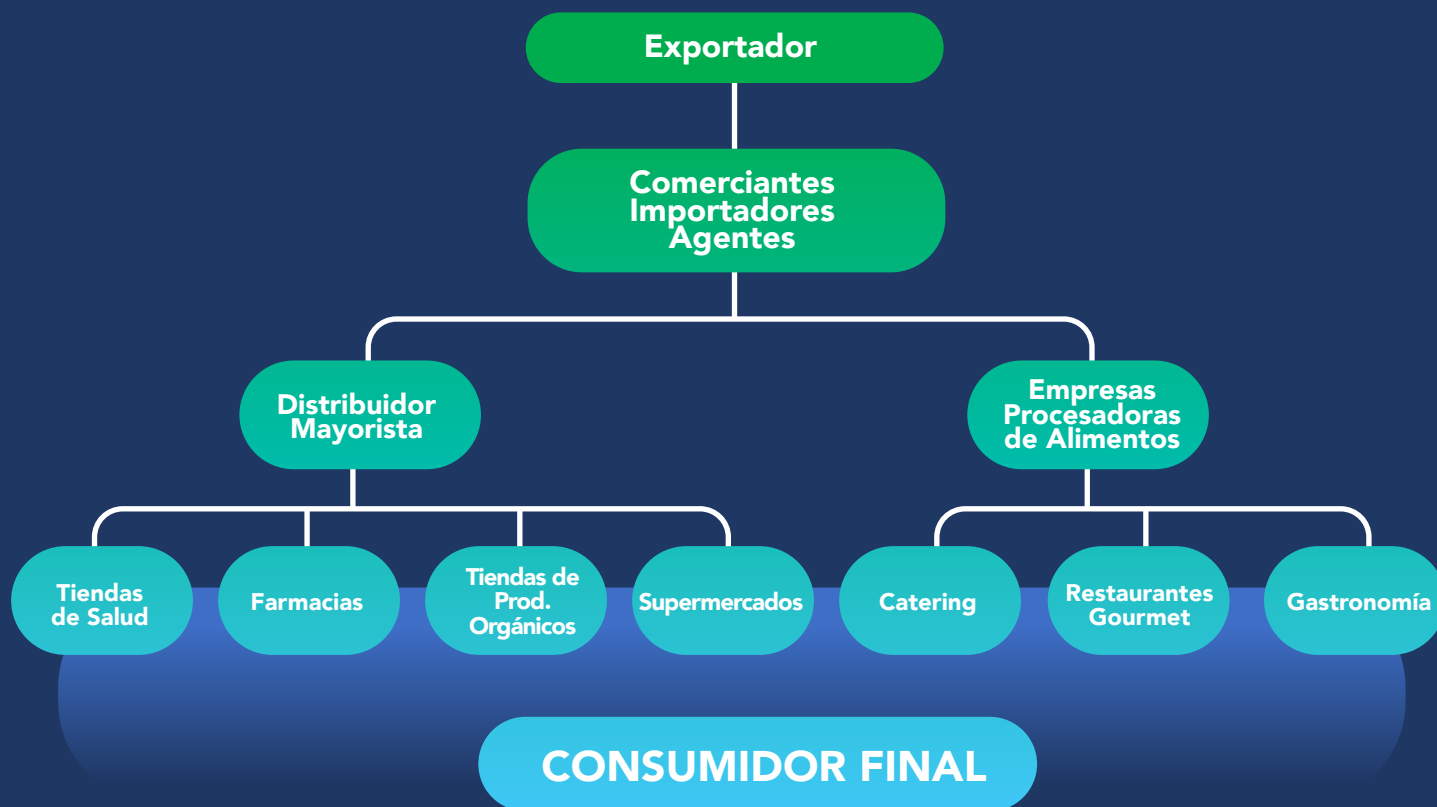 Exportador
Comerciantes
Importadores
Agentes
Distribuidor
Mayorista
Empresas
Procesadoras
de Alimentos
Tiendas
de Salud
Farmacias
Tiendas de
Prod.
Orgánicos
Supermercados
Catering
Restaurantes
Gourmet
Gastronomía
CONSUMIDOR FINAL